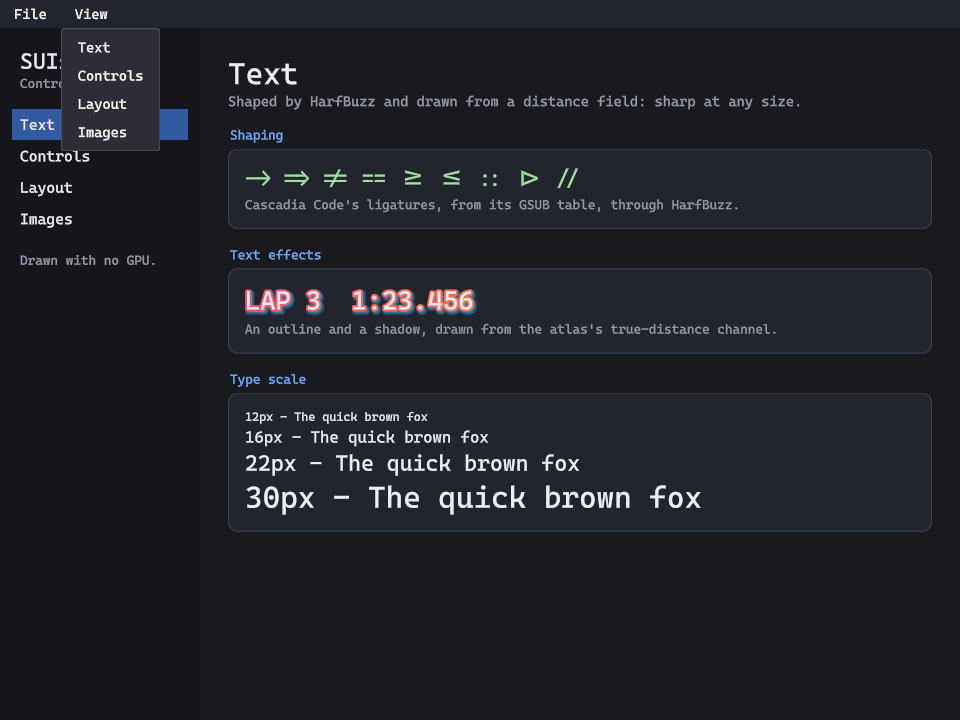 File View
Text
Controls
Layout
Images
Text
Controls
Layout
Images
Drawn with no GPU.
Text
Shaped by HarfBuzz and drawn from a distance field: sharp at any size.
Shaping
→ ⇒ ≠ == ≥ ≤ :: ⊳ //
Cascadia Code's ligatures, from its GSUB table, through HarfBuzz.
Text effects
LAP 3 1:23.456
An outline and a shadow, drawn from the atlas's true-distance channel.
Type scale
12px — The quick brown fox
16px — The quick brown fox
22px — The quick brown fox
30px — The quick brown fox